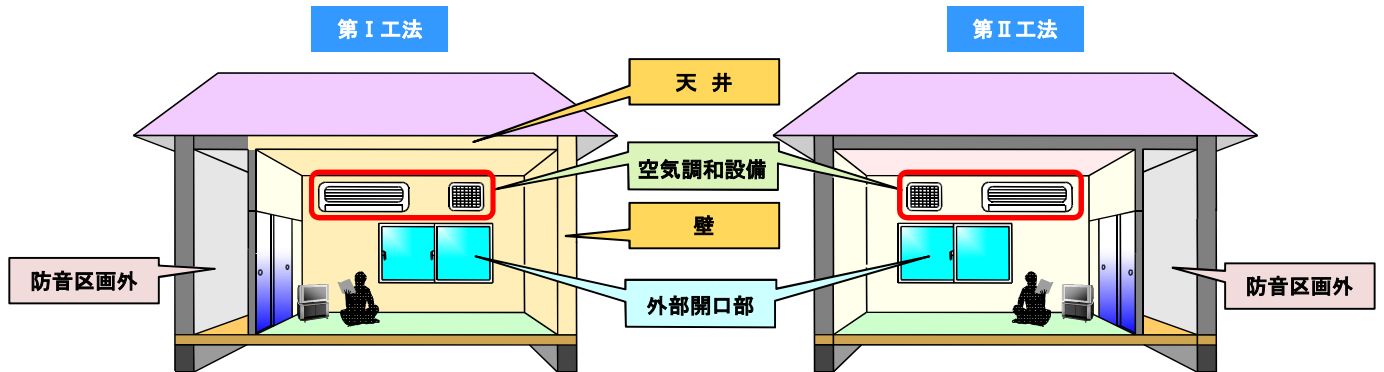 第Ⅰ工法
第Ⅱ工法
天 井
空気調和設備
壁
防音区画外
外部開口部
防音区画外